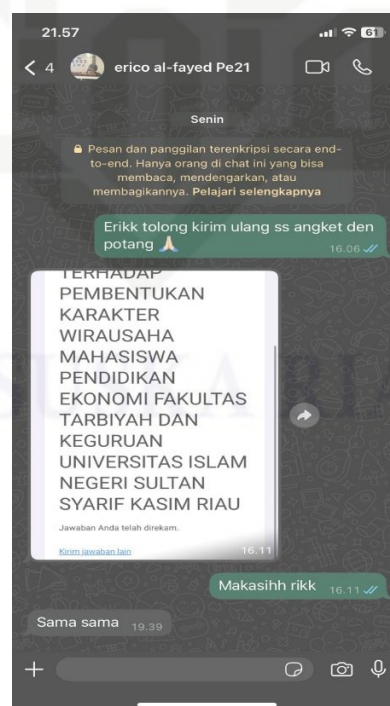 21.57
61
4
erico al-fayed Pe21
Senin
Pesan dan panggilan terenkripsi secara end-
to-end. Hanya orang di chat ini yang bisa
membaca, mendengarkan, atau
membagikannya. Pelajari selengkapnya
Erikk tolong kirim ulang ss angket den
potang 🙏🏻
16.06
TERHADAP
PEMBENTUKAN
KARAKTER
WIRAUSAHA
MAHASISWA
PENDIDIKAN
EKONOMI FAKULTAS
TARBIYAH DAN
KEGURUAN
UNIVERSITAS ISLAM
NEGERI SULTAN
SYARIF KASIM RIAU
Jawaban Anda telah direkam.
Kirim jawaban lain
16.11
Makasihh rikk 16.11
Sama sama 19.39